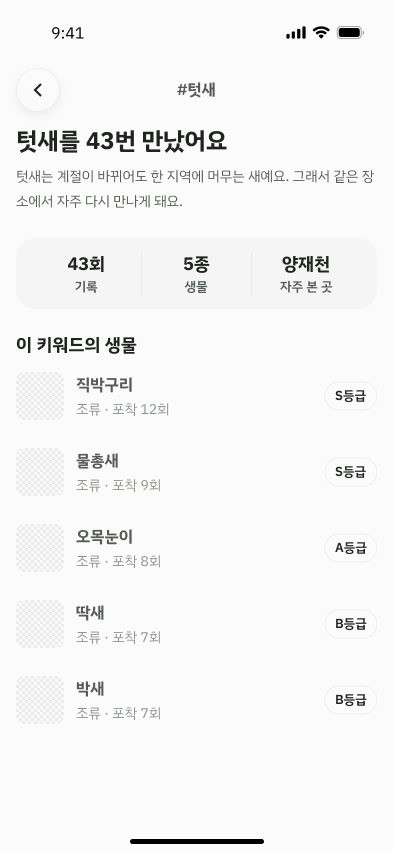 9:41
#텃새
텃새를 43번 만났어요
텃새는 계절이 바뀌어도 한 지역에 머무는 새예요. 그래서 같은 장
소에서 자주 다시 만나게 돼요.
43회 5종 양재천
기록 생물 자주 본 곳
이 키워드의 생물
직박구리
조류 · 포착 12회
S등급
물총새
조류 · 포착 9회
S등급
오목눈이
조류 · 포착 8회
A등급
딱새
조류 · 포착 7회
B등급
박새
조류 · 포착 7회
B등급